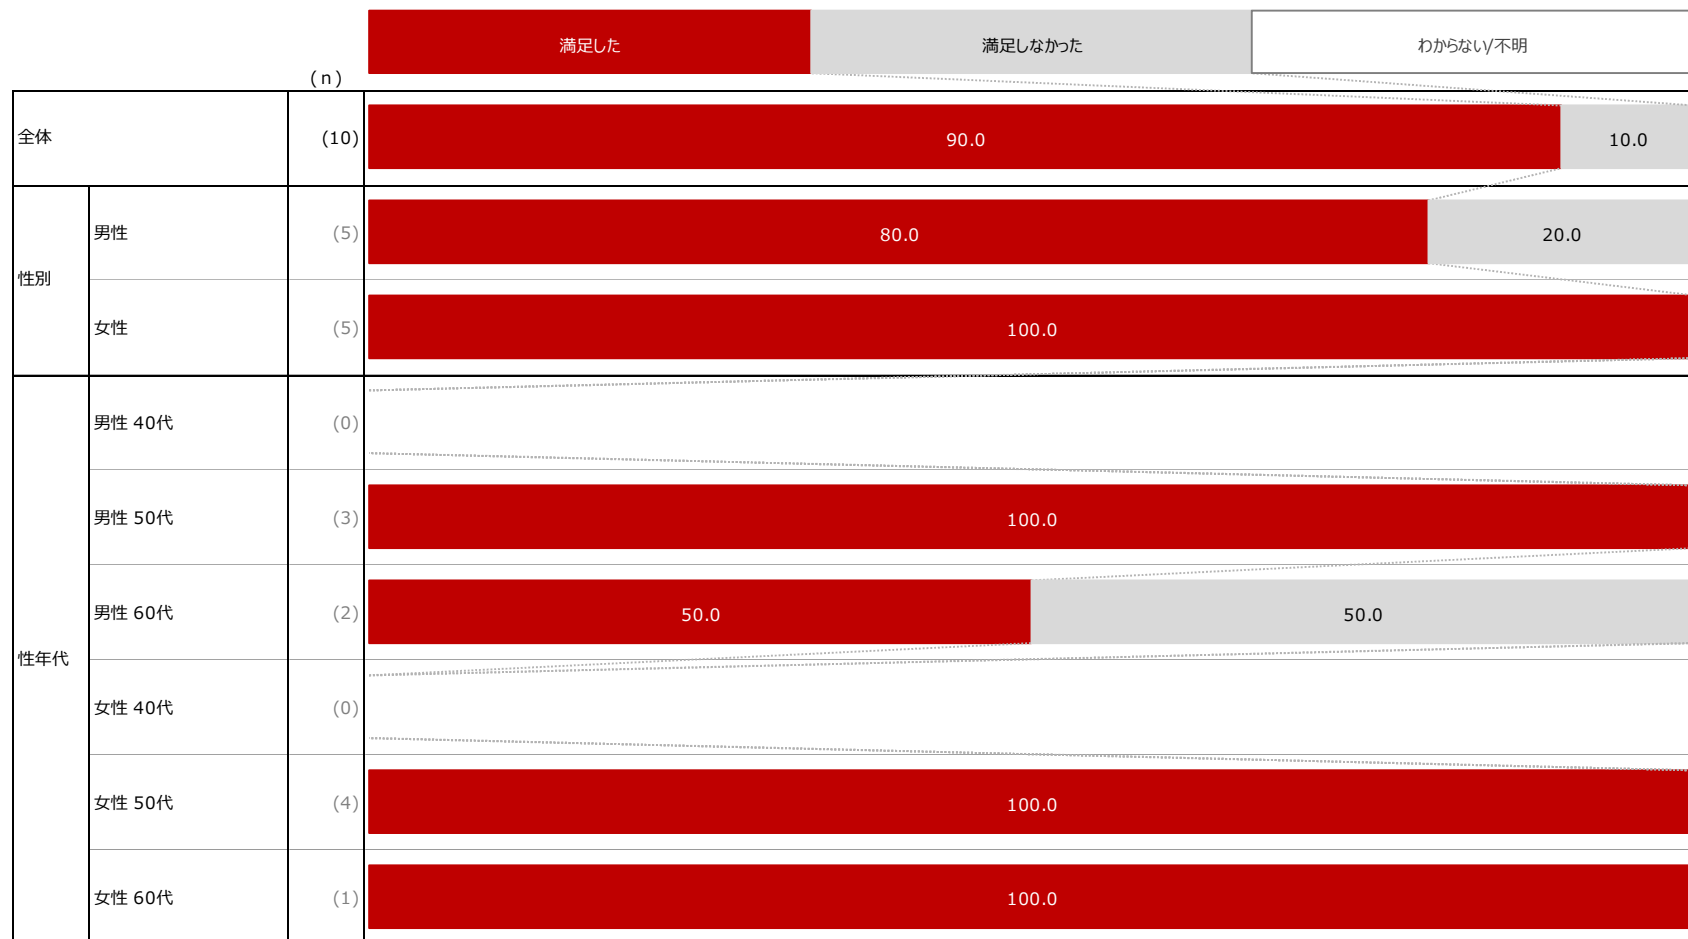 満足した 満足しなかった わからない/不明
(n)
全体 (10) 90.0 10.0
性別
男性 (5) 80.0 20.0
女性 (5) 100.0
性年代
男性 40代 (0)
男性 50代 (3) 100.0
男性 60代 (2) 50.0 50.0
女性 40代 (0)
女性 50代 (4) 100.0
女性 60代 (1) 100.0